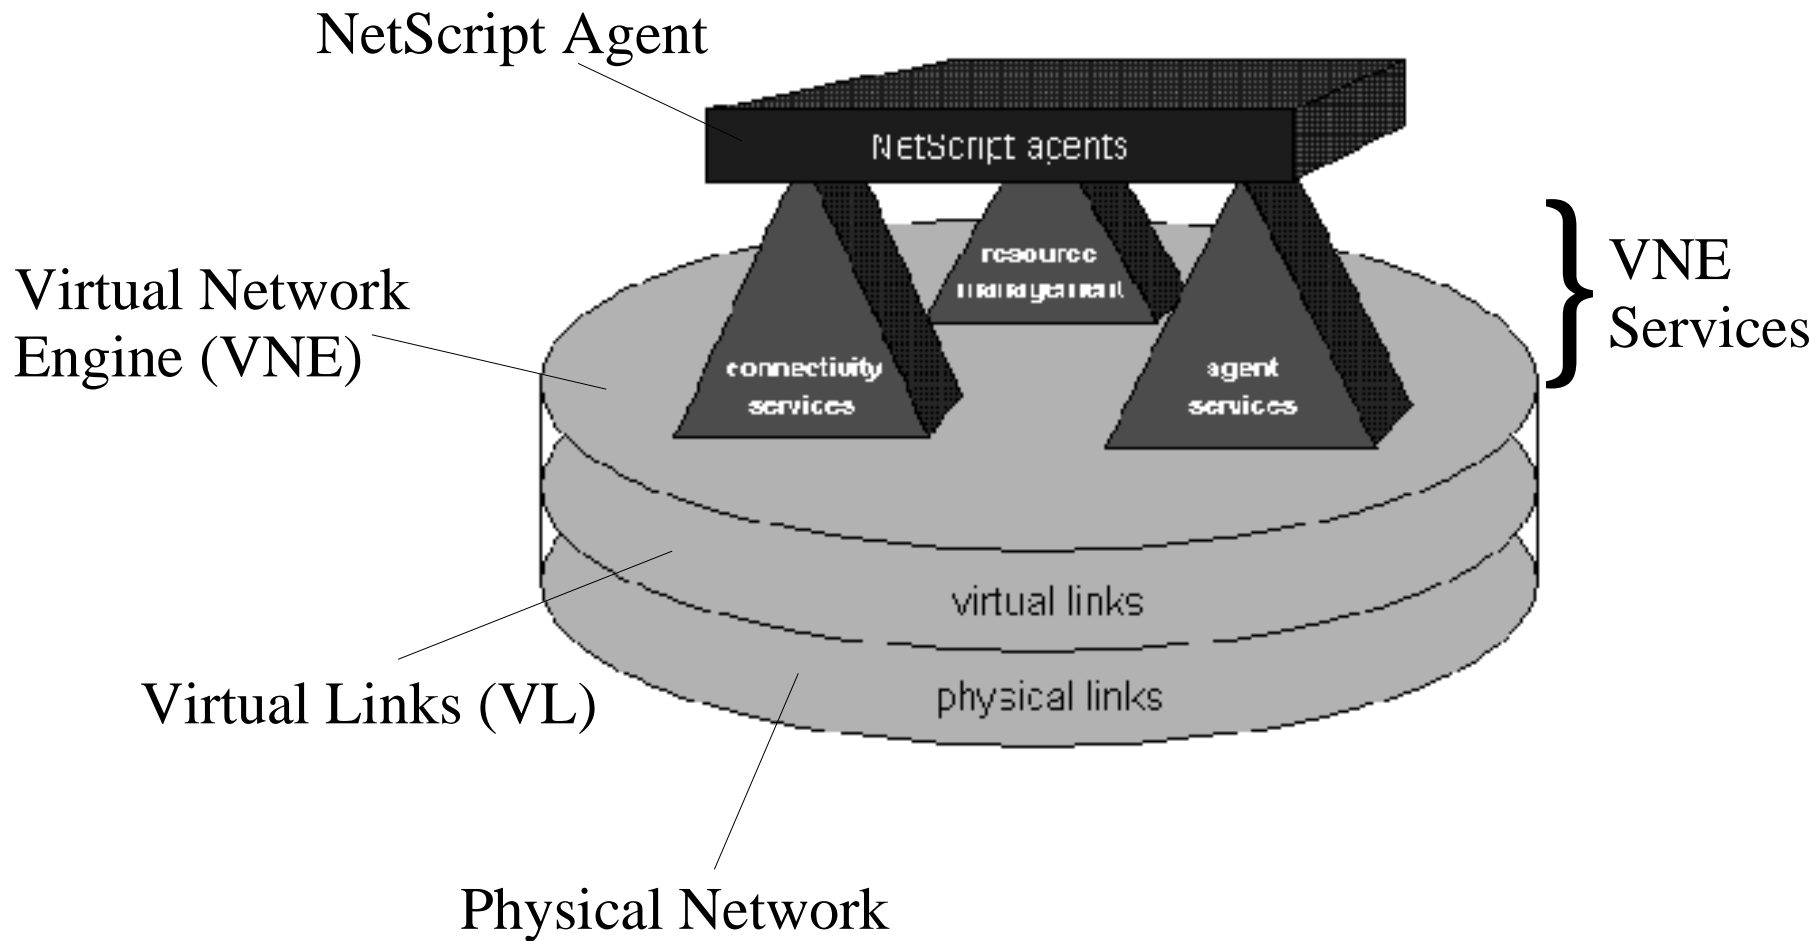 NetScript Agent
NetScript agents
VNE
Services
resource
management
Virtual Network
Engine (VNE)
connectivity
services
agent
services
virtual links
Virtual Links (VL)
physical links
Physical Network